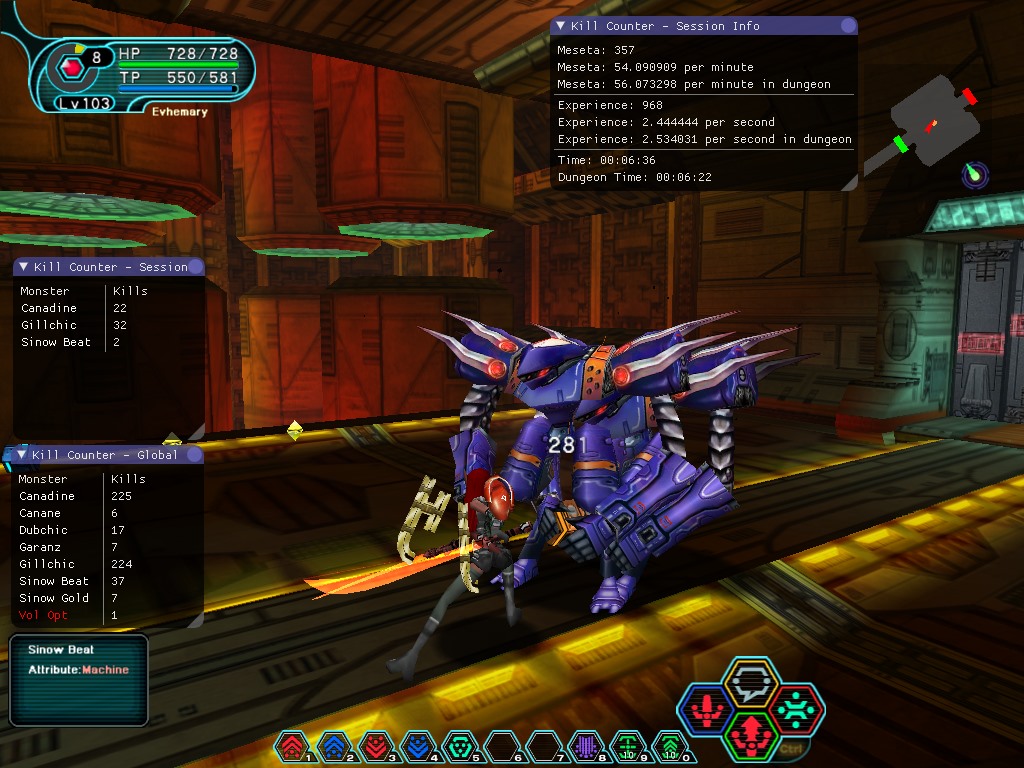 HP 728/728
8
TP 550/581
Lv103
Evhemary
Kill Counter - Session Info
Meseta: 357
Meseta: 54.090909 per minute
Meseta: 56.073298 per minute in dungeon
Experience: 968
Experience: 2.444444 per second
Experience: 2.534031 per second in dungeon
Time: 00:06:36
Dungeon Time: 00:06:22
Kill Counter - Session
Monster Kills
Canadine 22
Gillchic 32
Sinow Beat 2
281
Kill Counter - Global
Monster Kills
Canadine 225
Canane 6
Dubchic 17
Garanz 7
Gillchic 224
Sinow Beat 37
Sinow Gold 7
Vol Opt 1
Sinow Beat
Attribute:Machine
Ctrl
1 2 3 4 5 6 7 8 10 9 10 0